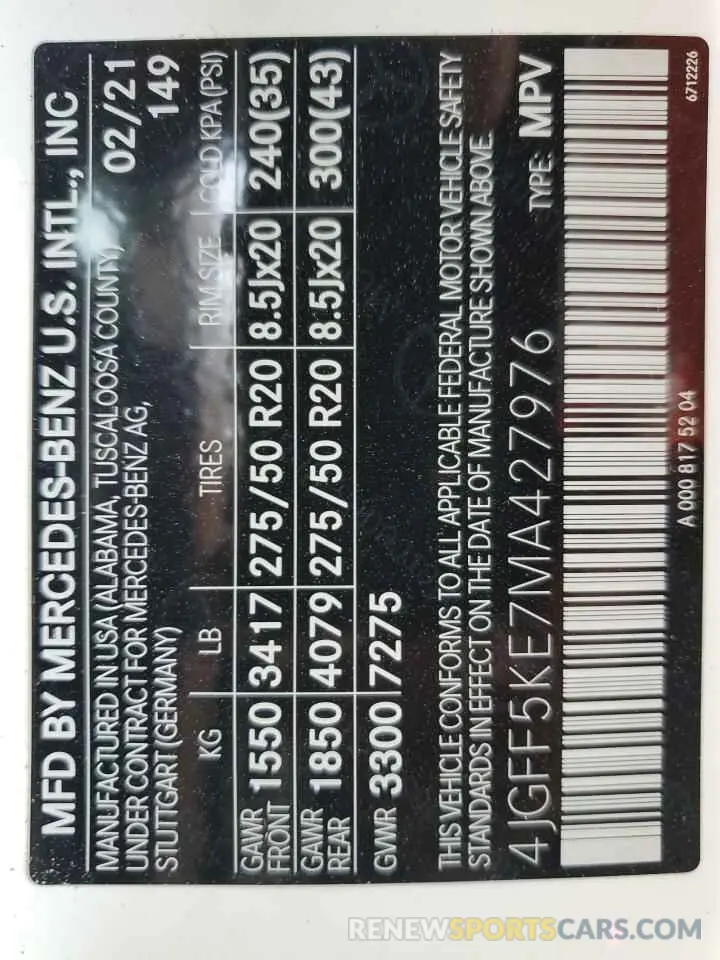 MFD BY MERCEDES-BENZ U.S. INTL., INC
MANUFACTURED IN USA (ALABAMA, TUSCALOOSA COUNTY) 02/21
UNDER CONTRACT FOR MERCEDES-BENZ AG,
STUTTGART (GERMANY) 149
KG LB TIRES RIM SIZE COLD KPA (PSI)
GAWR FRONT 1550 3417 275/50 R20 8.5Jx20 240(35)
GAWR REAR 1850 4079 275/50 R20 8.5Jx20 300(43)
GVWR 3300 7275
THIS VEHICLE CONFORMS TO ALL APPLICABLE FEDERAL MOTOR VEHICLE SAFETY
STANDARDS IN EFFECT ON THE DATE OF MANUFACTURE SHOWN ABOVE.
4JGFF5KE7MA427976 TYPE: MPV
A 000 817 52 04 6712226
RENEWSPORTSCARS.COM